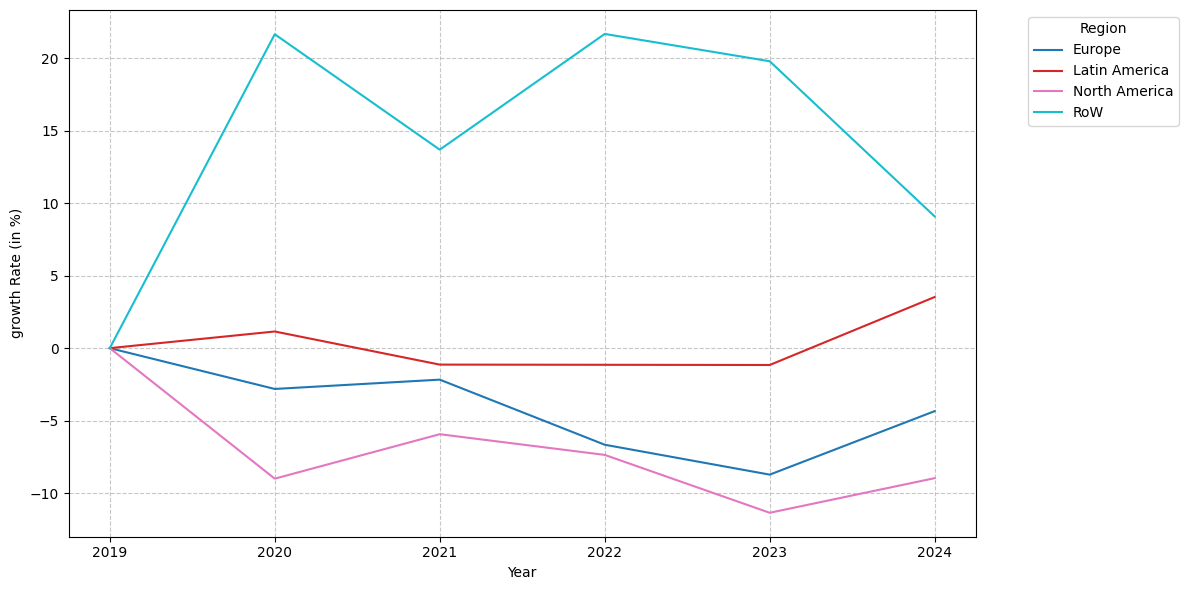 growth Rate (in %)
20
15
10
5
0
−5
−10
2019 2020 2021 2022 2023 2024
Year
Region
Europe
Latin America
North America
RoW